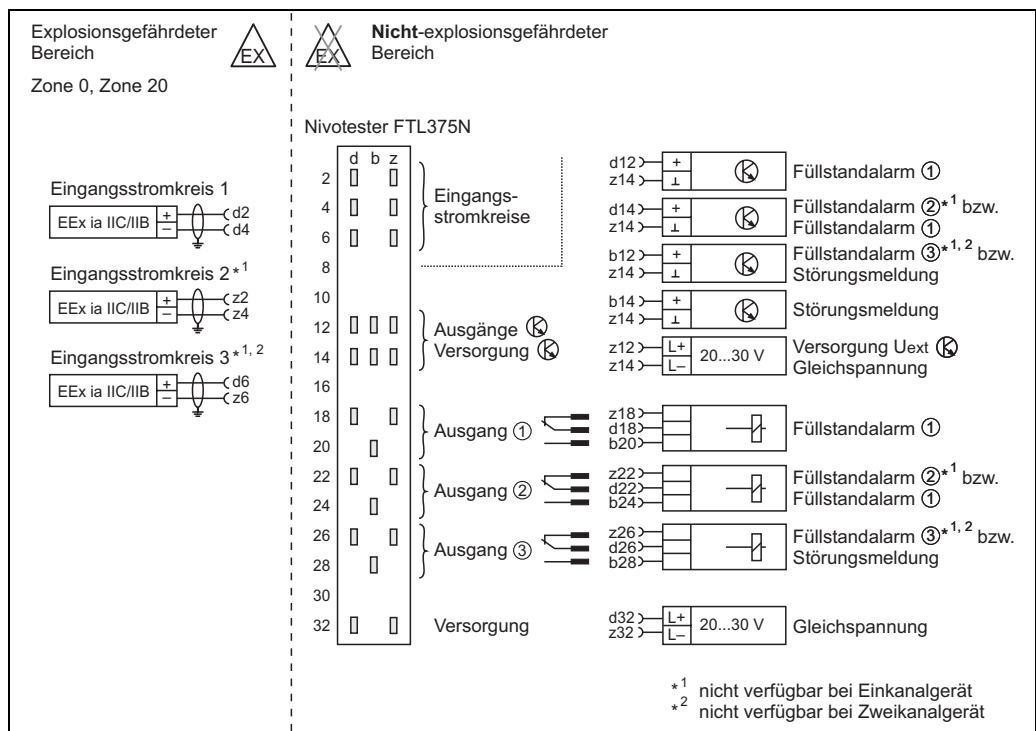 Explosionsgefährdeter
Bereich
EX
Zone 0, Zone 20
EX
Nicht-explosionsgefährdeter
Bereich
Nivotester FTL375N
d b z
2
4
6
8
10
12
14
16
18
20
22
24
26
28
30
32
Eingangs-
stromkreise
Ausgänge
Versorgung
Ausgang ①
Ausgang ②
Ausgang ③
Versorgung
Eingangsstromkreis 1
EEx ia IIC/IIB + d2
– d4
Eingangsstromkreis 2 *1
EEx ia IIC/IIB + z2
– z4
Eingangsstromkreis 3 *1, 2
EEx ia IIC/IIB + d6
– z6
d12 + Füllstandalarm ①
z14 ⊥
d14 + Füllstandalarm ②*1 bzw.
z14 ⊥ Füllstandalarm ①
b12 + Füllstandalarm ③*1, 2 bzw.
z14 ⊥ Störungsmeldung
b14 + Störungsmeldung
z14 ⊥
z12 L+ 20...30 V Versorgung Uext
z14 L– Gleichspannung
z18
d18 Füllstandalarm ①
b20
z22 Füllstandalarm ②*1 bzw.
d22
b24 Füllstandalarm ①
z26 Füllstandalarm ③*1, 2 bzw.
d26
b28 Störungsmeldung
d32 L+ 20...30 V Gleichspannung
z32 L–
*1 nicht verfügbar bei Einkanalgerät
*2 nicht verfügbar bei Zweikanalgerät